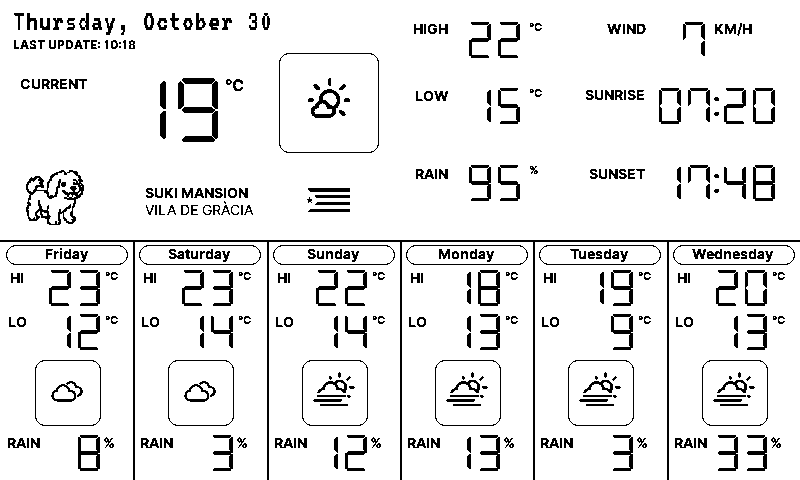 Thursday, October 30
LAST UPDATE: 10:18
CURRENT 19 °C
HIGH 22 °C
WIND 7 KM/H
LOW 15 °C
SUNRISE 07:20
RAIN 95 %
SUNSET 17:48
SUKI MANSION
VILA DE GRÀCIA
Friday
HI 23 °C
LO 12 °C
RAIN 8 %
Saturday
HI 23 °C
LO 14 °C
RAIN 3 %
Sunday
HI 22 °C
LO 14 °C
RAIN 12 %
Monday
HI 18 °C
LO 13 °C
RAIN 13 %
Tuesday
HI 19 °C
LO 9 °C
RAIN 3 %
Wednesday
HI 20 °C
LO 13 °C
RAIN 33 %